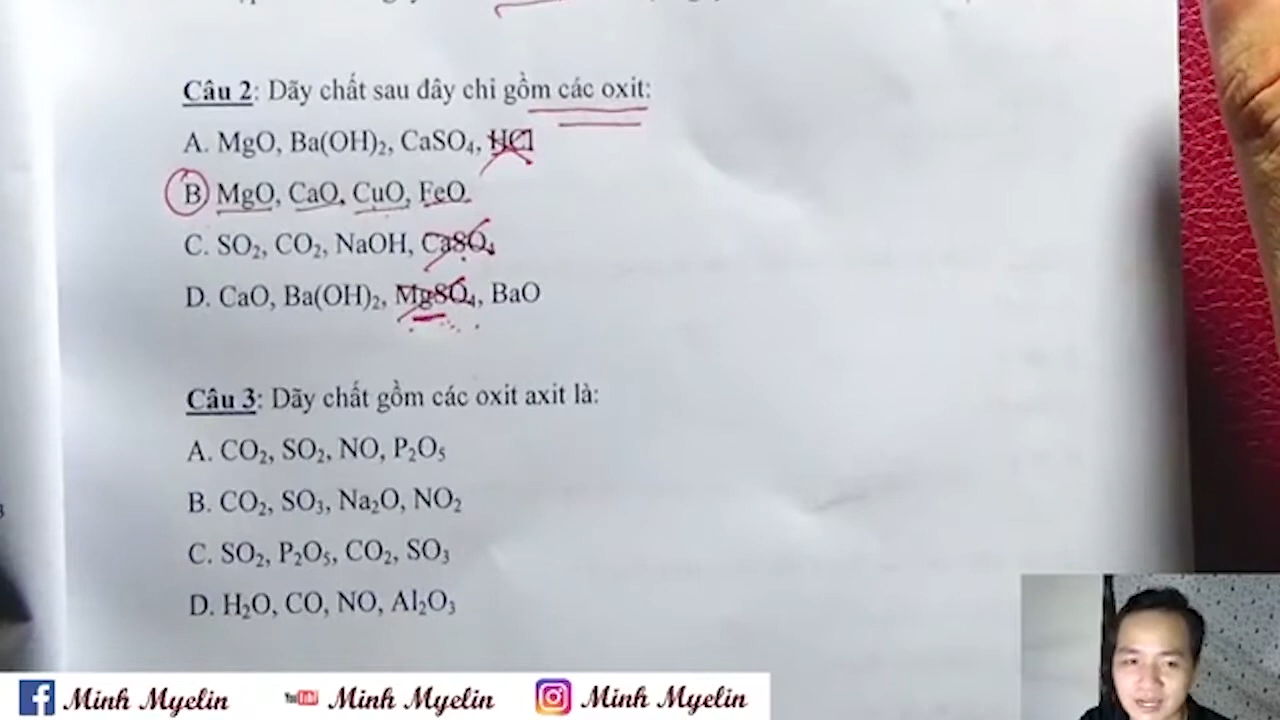 Câu 2: Dãy chất sau đây chỉ gồm các oxit:
A. MgO, Ba(OH)₂, CaSO₄, HCl
B. MgO, CaO, CuO, FeO.
C. SO₂, CO₂, NaOH, CaSO₄
D. CaO, Ba(OH)₂, MgSO₄, BaO
Câu 3: Dãy chất gồm các oxit axit là:
A. CO₂, SO₂, NO, P₂O₅
B. CO₂, SO₃, Na₂O, NO₂
C. SO₂, P₂O₅, CO₂, SO₃
D. H₂O, CO, NO, Al₂O₃
f Minh Myelin YouTube Minh Myelin Minh Myelin